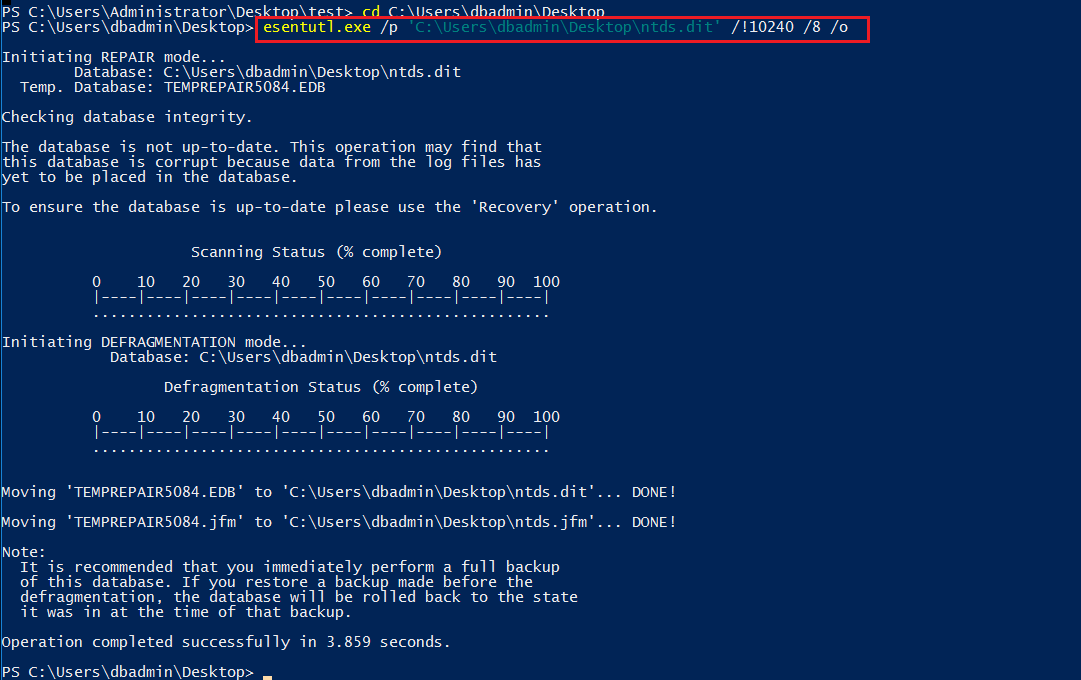 PS C:\Users\Administrator\Desktop\test> cd C:\Users\dbadmin\Desktop
PS C:\Users\dbadmin\Desktop> esentutl.exe /p 'C:\Users\dbadmin\Desktop\ntds.dit' /!10240 /8 /o
Initiating REPAIR mode...
Database: C:\Users\dbadmin\Desktop\ntds.dit
Temp. Database: TEMPREPAIR5084.EDB
Checking database integrity.
The database is not up-to-date. This operation may find that
this database is corrupt because data from the log files has
yet to be placed in the database.
To ensure the database is up-to-date please use the 'Recovery' operation.
Scanning Status (% complete)
0 10 20 30 40 50 60 70 80 90 100
|----|----|----|----|----|----|----|----|----|----|
...................................................
Initiating DEFRAGMENTATION mode...
Database: C:\Users\dbadmin\Desktop\ntds.dit
Defragmentation Status (% complete)
0 10 20 30 40 50 60 70 80 90 100
|----|----|----|----|----|----|----|----|----|----|
...................................................
Moving 'TEMPREPAIR5084.EDB' to 'C:\Users\dbadmin\Desktop\ntds.dit'... DONE!
Moving 'TEMPREPAIR5084.jfm' to 'C:\Users\dbadmin\Desktop\ntds.jfm'... DONE!
Note:
It is recommended that you immediately perform a full backup
of this database. If you restore a backup made before the
defragmentation, the database will be rolled back to the state
it was in at the time of that backup.
Operation completed successfully in 3.859 seconds.
PS C:\Users\dbadmin\Desktop>